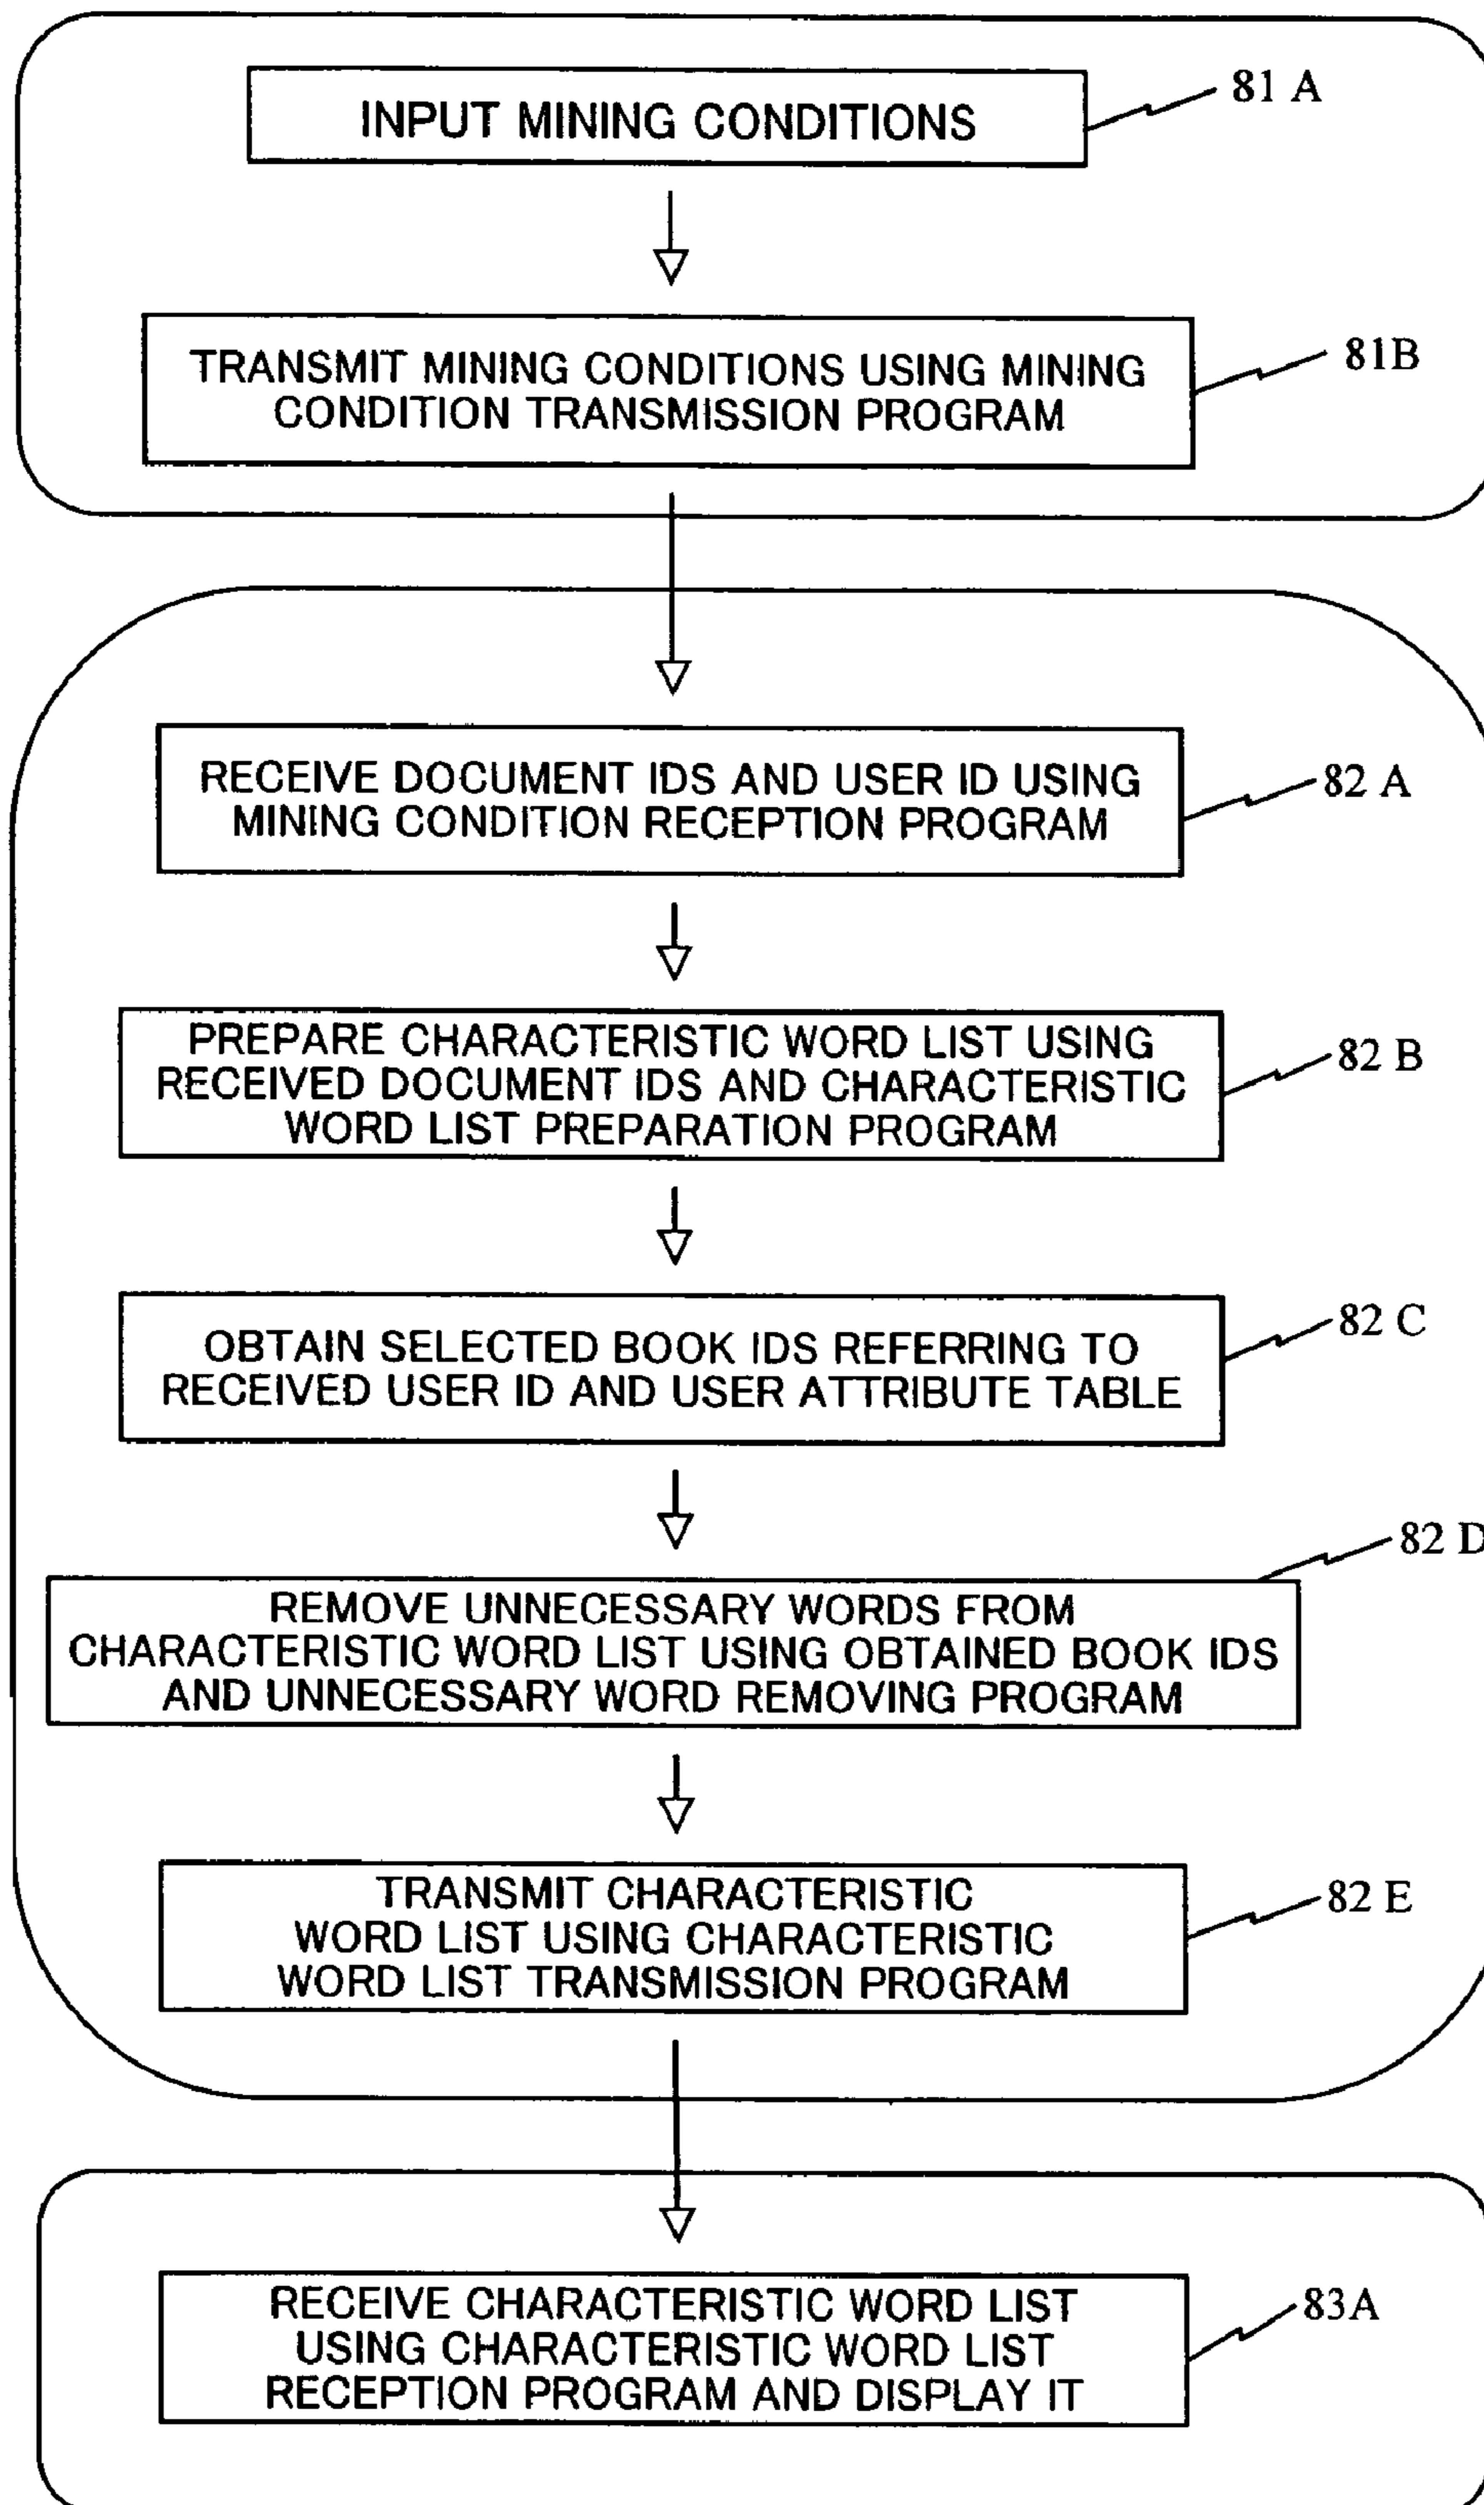 INPUT MINING CONDITIONS
81 A
TRANSMIT MINING CONDITIONS USING MINING
CONDITION TRANSMISSION PROGRAM
81B
RECEIVE DOCUMENT IDS AND USER ID USING
MINING CONDITION RECEPTION PROGRAM
82 A
PREPARE CHARACTERISTIC WORD LIST USING
RECEIVED DOCUMENT IDS AND CHARACTERISTIC
WORD LIST PREPARATION PROGRAM
82 B
OBTAIN SELECTED BOOK IDS REFERRING TO
RECEIVED USER ID AND USER ATTRIBUTE TABLE
82 C
REMOVE UNNECESSARY WORDS FROM
CHARACTERISTIC WORD LIST USING OBTAINED BOOK IDS
AND UNNECESSARY WORD REMOVING PROGRAM
82 D
TRANSMIT CHARACTERISTIC
WORD LIST USING CHARACTERISTIC
WORD LIST TRANSMISSION PROGRAM
82 E
RECEIVE CHARACTERISTIC WORD LIST
USING CHARACTERISTIC WORD LIST
RECEPTION PROGRAM AND DISPLAY IT
83A